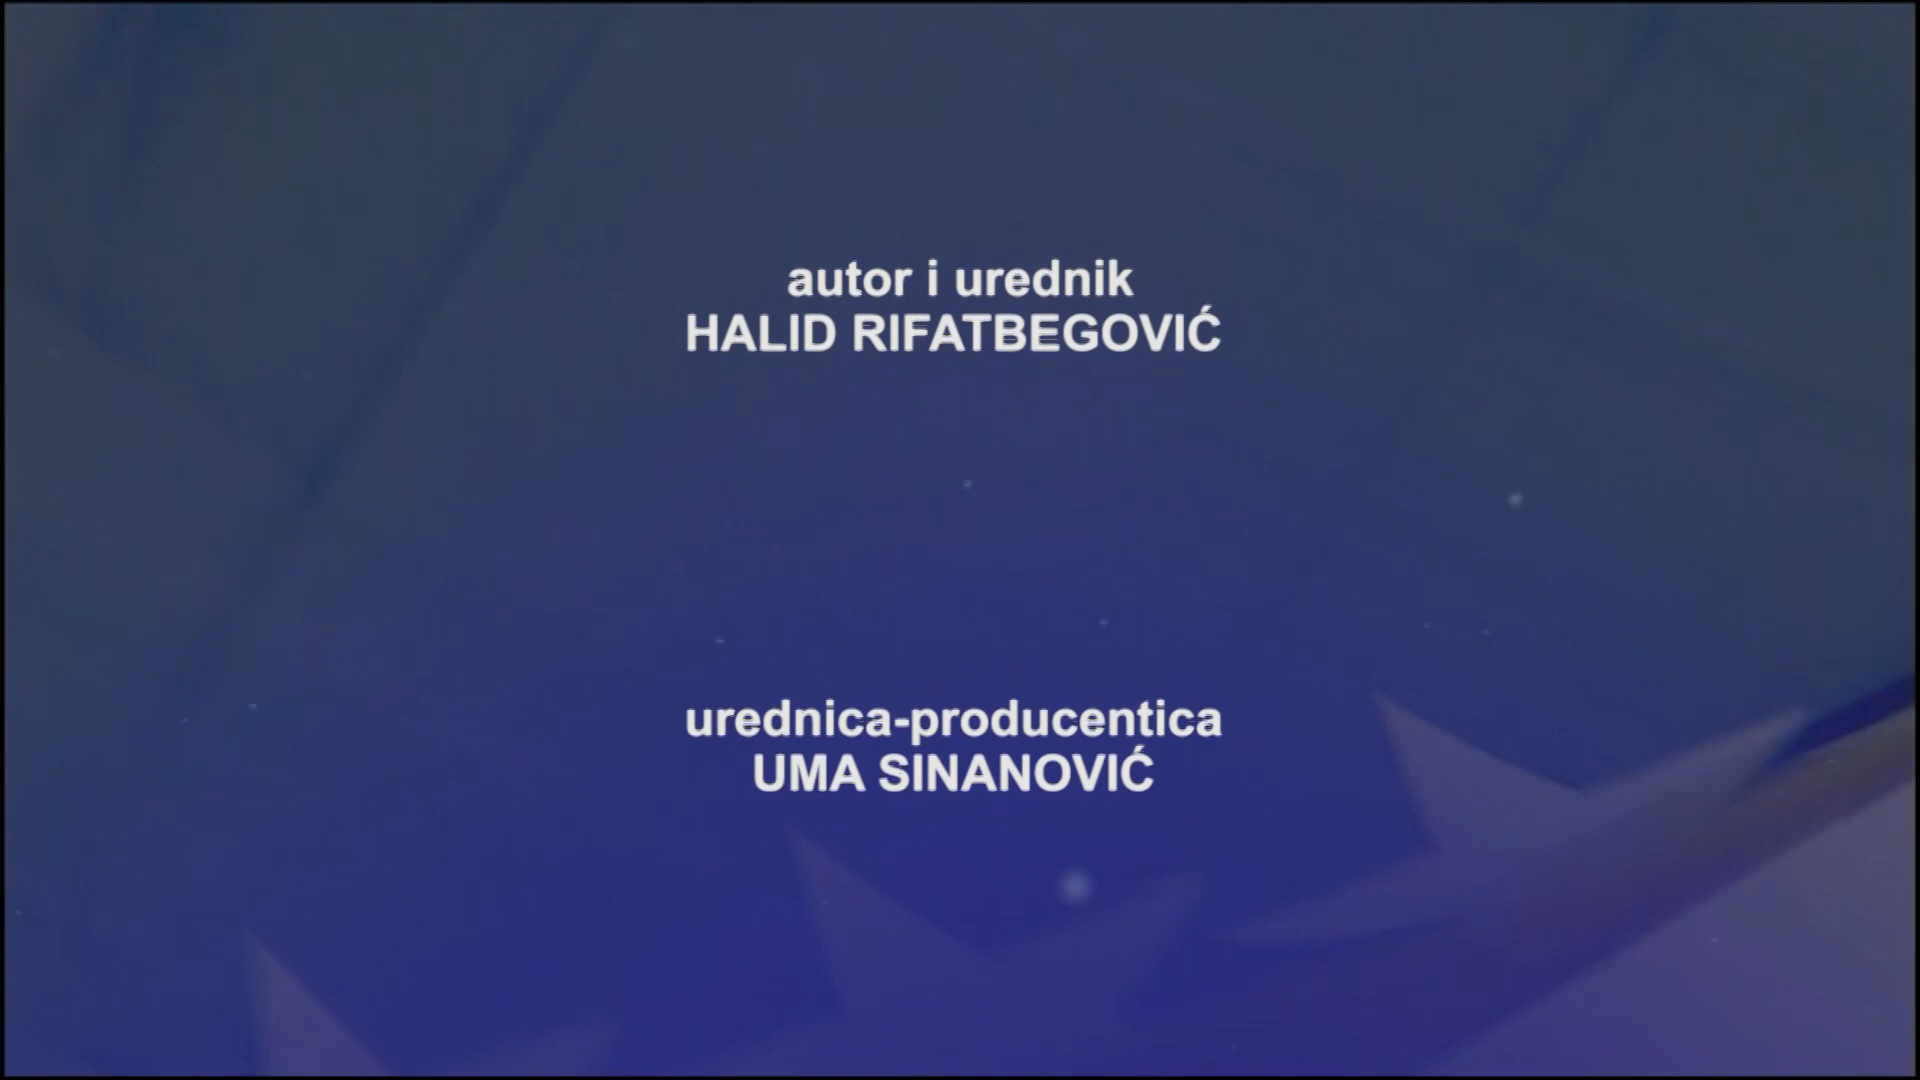 autor i urednik
HALID RIFATBEGOVIĆ
urednica-producentica
UMA SINANOVIĆ